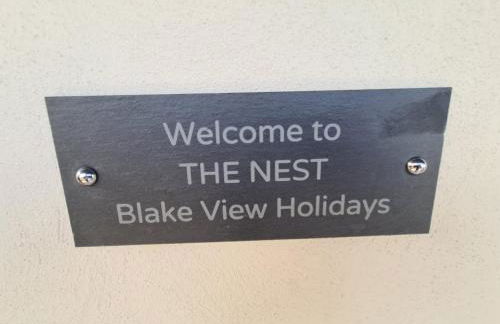 Welcome to
THE NEST
Blake View Holidays